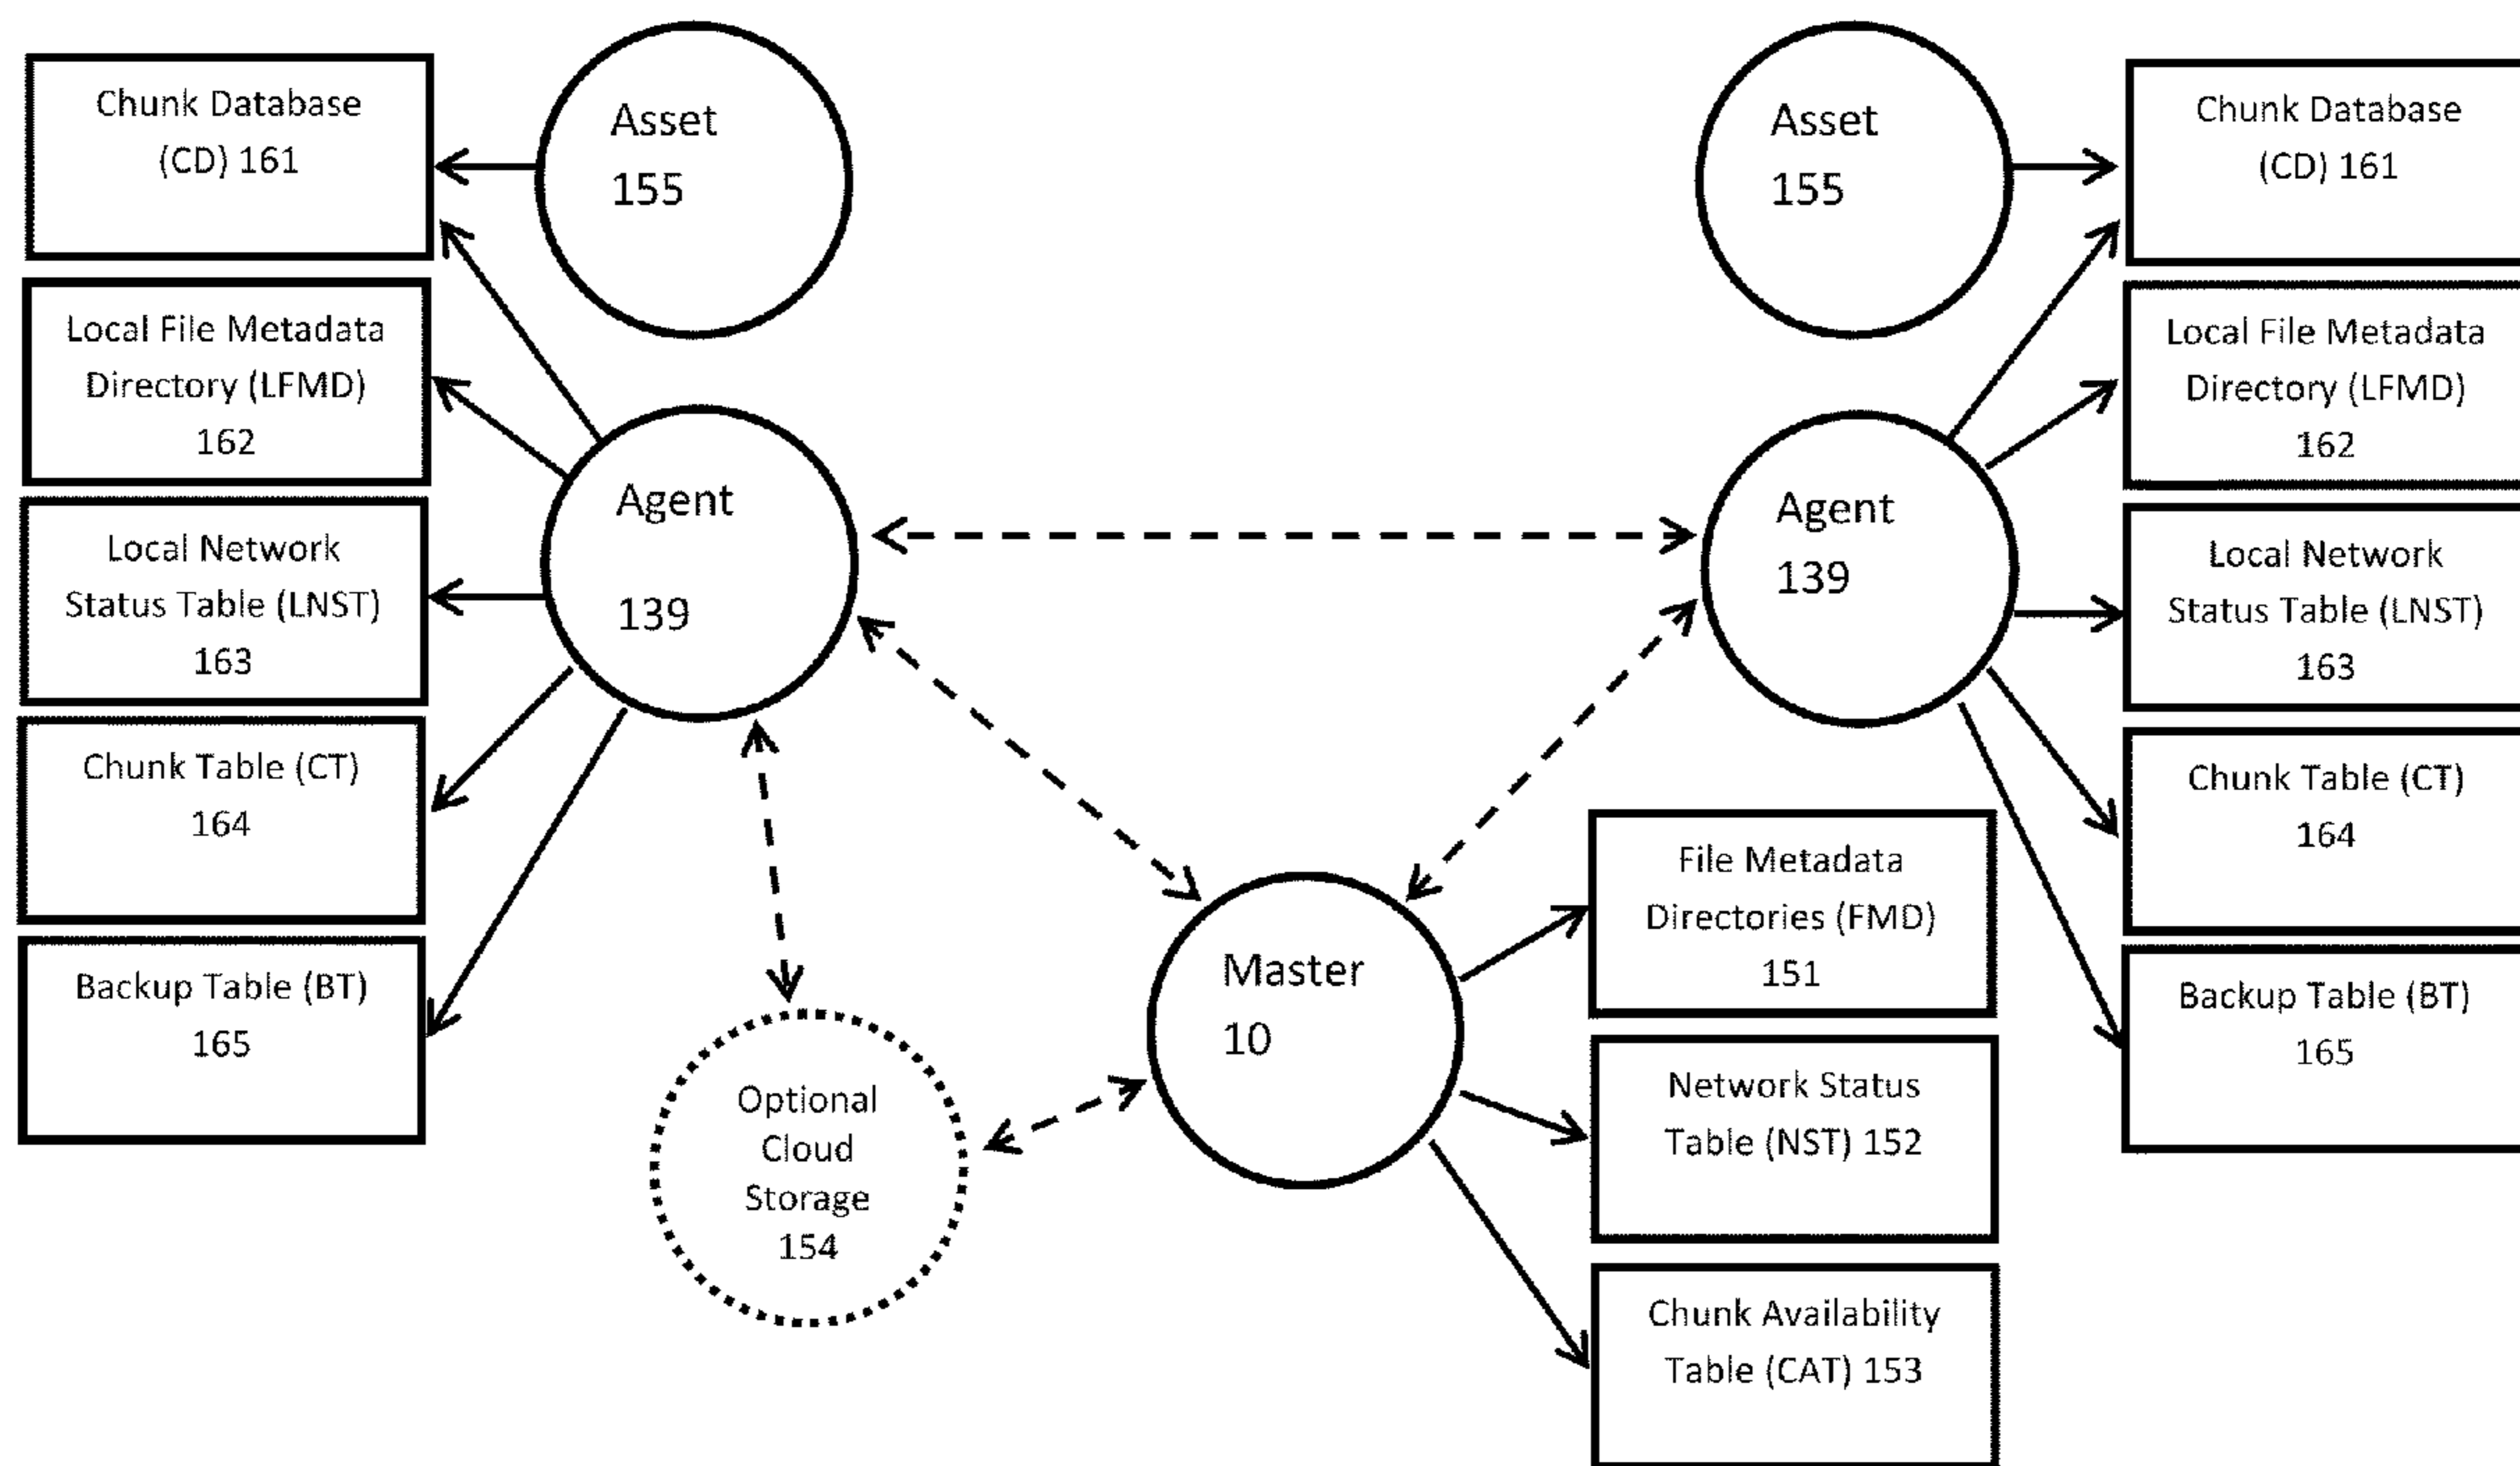 Chunk Database
(CD) 161
Local File Metadata
Directory (LFMD)
162
Local Network
Status Table (LNST)
163
Chunk Table (CT)
164
Backup Table (BT)
165
Asset
155
Agent
139
Optional
Cloud
Storage
154
Master
10
Asset
155
Agent
139
File Metadata
Directories (FMD)
151
Network Status
Table (NST) 152
Chunk Availability
Table (CAT) 153
Chunk Database
(CD) 161
Local File Metadata
Directory (LFMD)
162
Local Network
Status Table (LNST)
163
Chunk Table (CT)
164
Backup Table (BT)
165